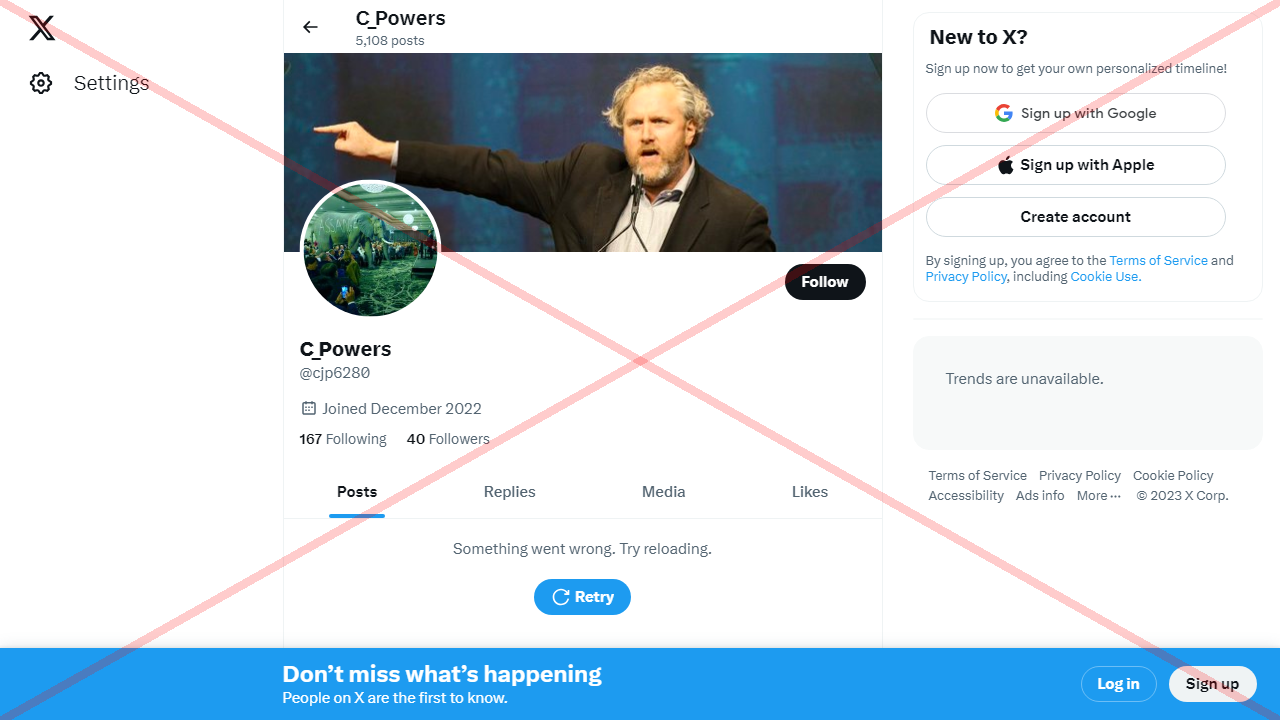 Settings
C_Powers
5,108 posts
Follow
C_Powers
@cjp6280
Joined December 2022
167 Following 40 Followers
Posts Replies Media Likes
Something went wrong. Try reloading.
Retry
New to X?
Sign up now to get your own personalized timeline!
Sign up with Google
Sign up with Apple
Create account
By signing up, you agree to the Terms of Service and
Privacy Policy, including Cookie Use.
Trends are unavailable.
Terms of Service Privacy Policy Cookie Policy
Accessibility Ads info More ··· © 2023 X Corp.
Don’t miss what’s happening
People on X are the first to know.
Log in Sign up